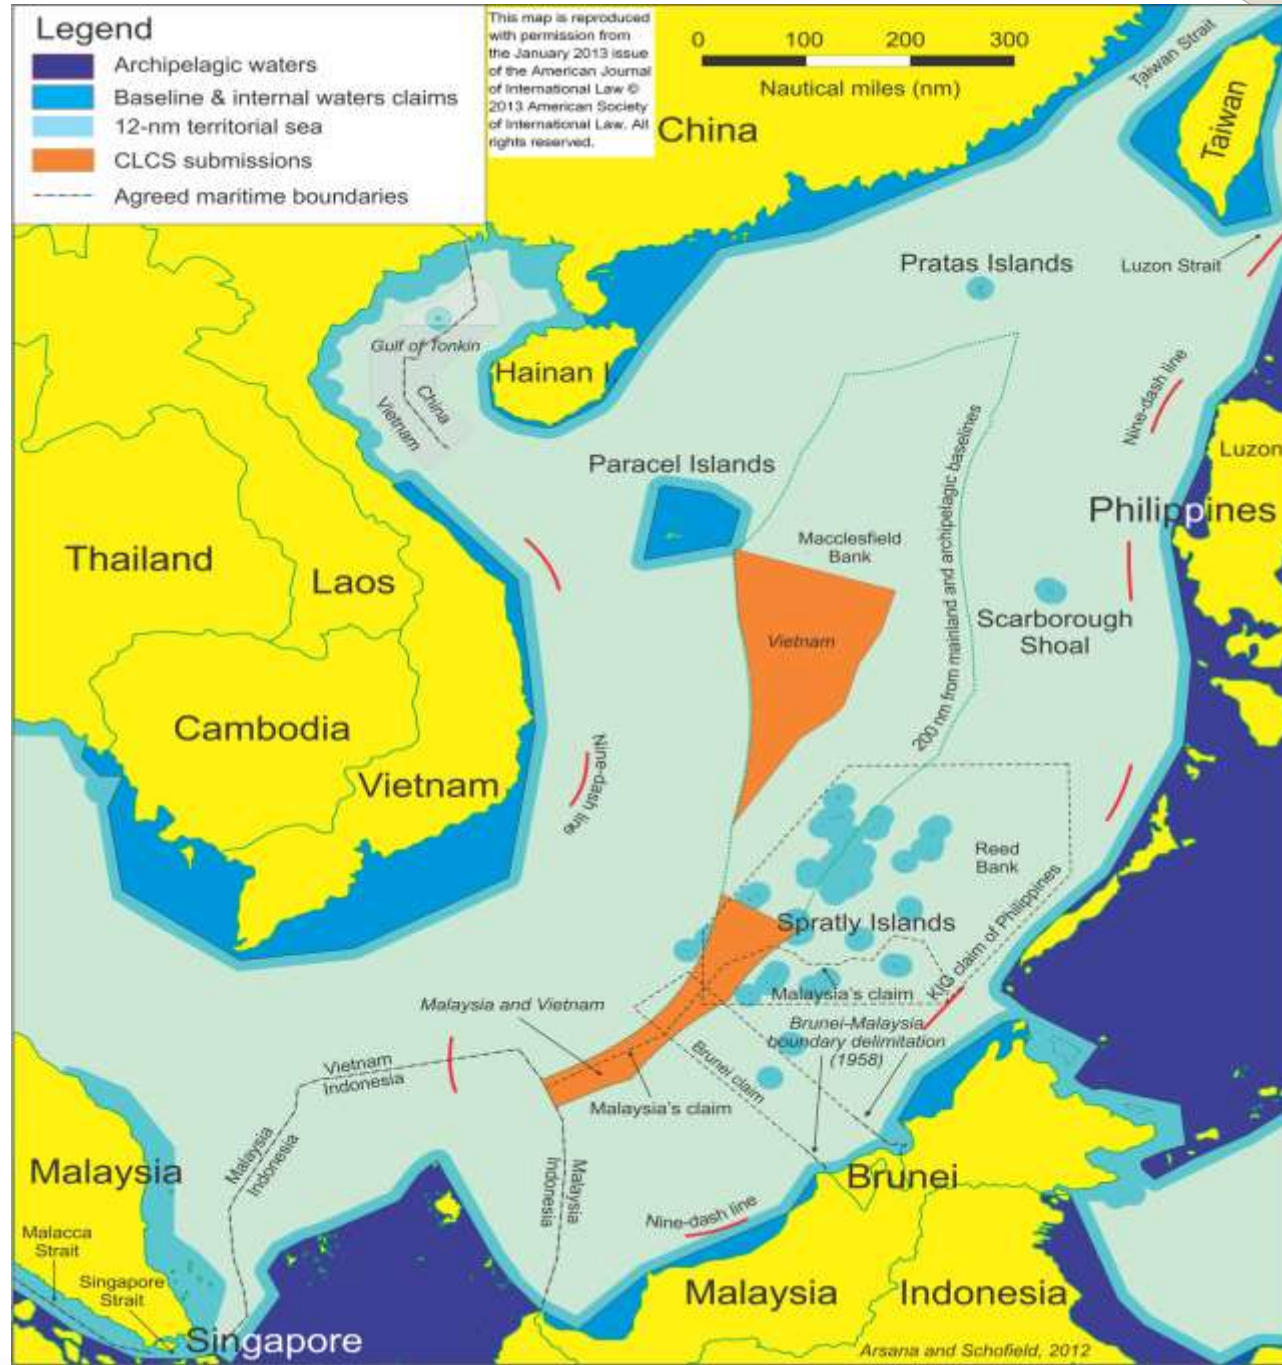 Legend
Archipelagic waters
Baseline & internal waters claims
12-nm territorial sea
CLCS submissions
Agreed maritime boundaries
This map is reproduced
with permission from
the January 2013 issue
of the American Journal
of International Law ©
2013 American Society
of International Law. All
rights reserved.
0 100 200 300
Nautical miles (nm)
China
Taiwan Strait
Taiwan
Pratas Islands
Luzon Strait
Gulf of Tonkin
Hainan I
China
Vietnam
Nine-dash line
Luzon
Paracel Islands
200 nm from mainland and archipelagic baselines
Philippines
Macclesfield
Bank
Thailand
Laos
Scarborough
Shoal
Vietnam
Cambodia
Vietnam
Nine-dash line
Reed
Bank
Spratly Islands
KIG claim of Philippines
Malaysia's claim
Malaysia and Vietnam
Brunei-Malaysia
boundary delimitation
(1958)
Vietnam
Indonesia
Brunei claim
Malaysia's claim
Malaysia
Indonesia
Malaysia
Indonesia
Malaysia
Brunei
Nine-dash line
Malacca
Strait
Singapore
Strait
Malaysia
Indonesia
Singapore
Arsana and Schofield, 2012